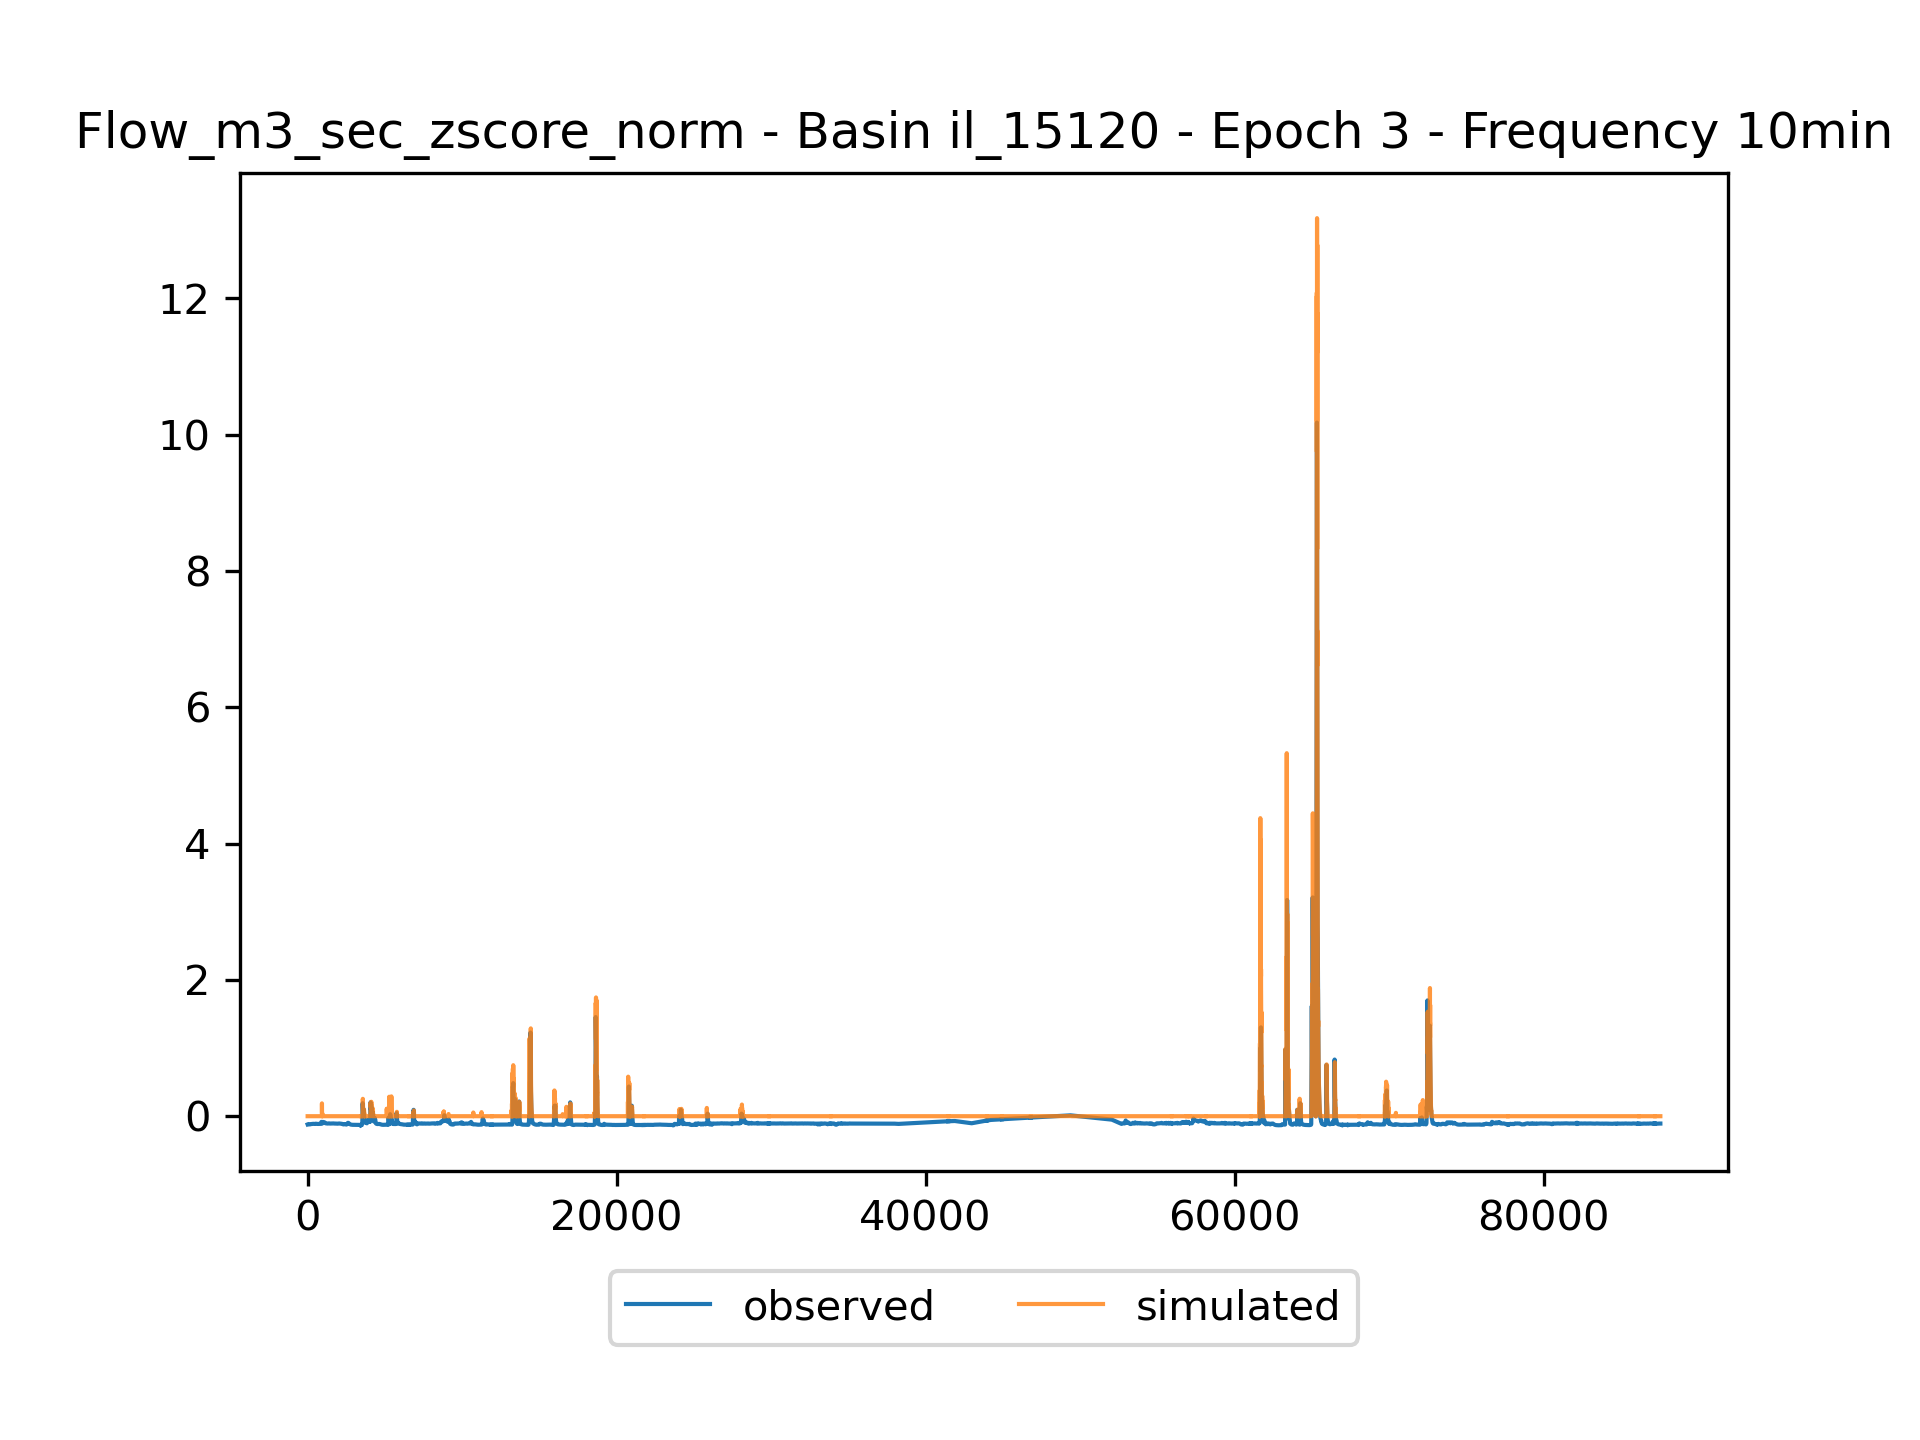 Flow_m3_sec_zscore_norm - Basin il_15120 - Epoch 3 - Frequency 10min
12
10
8
6
4
2
0
0 20000 40000 60000 80000
observed simulated